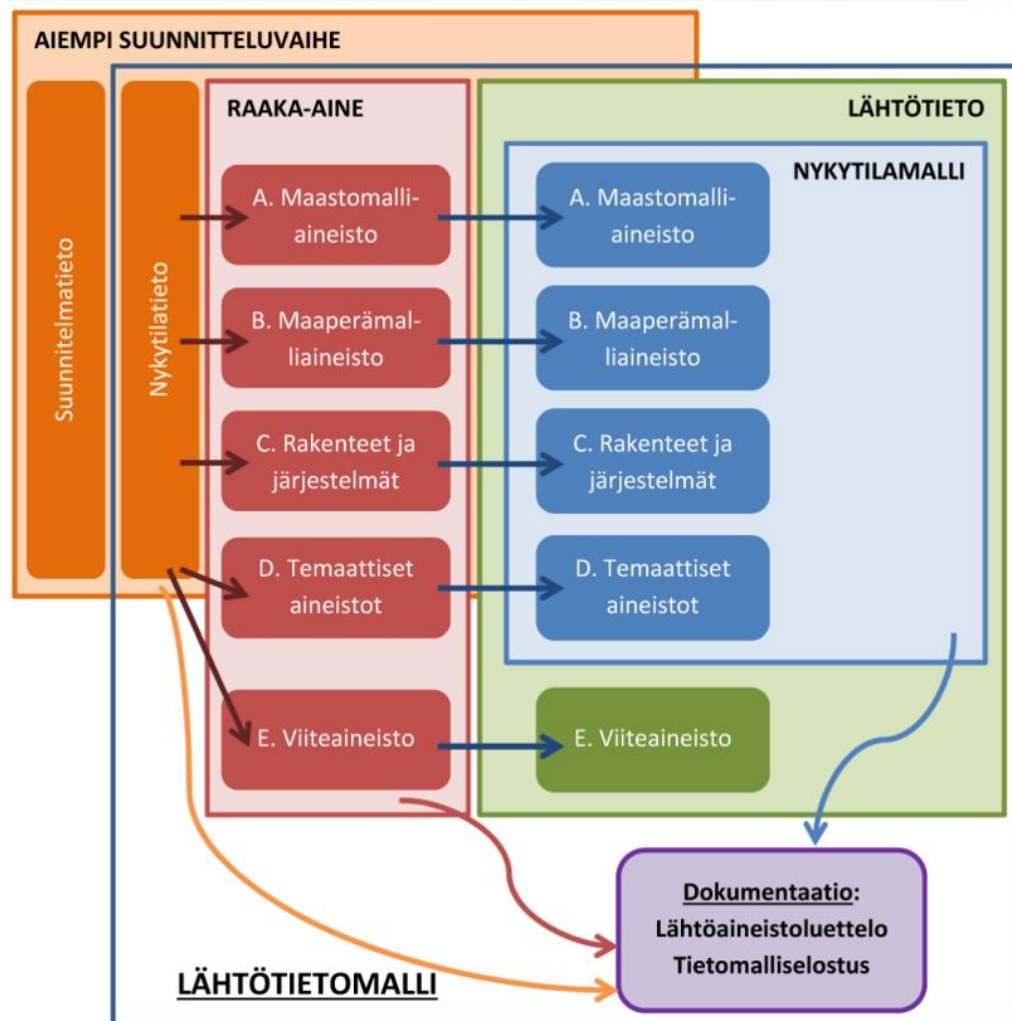 AIEMPI SUUNNITTELUVAIHE
Suunnitelmatieto
Nykytilatieto
RAAKA-AINE
A. Maastomalli-
aineisto
B. Maaperämal-
liaineisto
C. Rakenteet ja
järjestelmät
D. Temaattiset
aineistot
E. Viiteaineisto
LÄHTÖTIETO
NYKYTILAMALLI
A. Maastomalli-
aineisto
B. Maaperämal-
liaineisto
C. Rakenteet ja
järjestelmät
D. Temaattiset
aineistot
E. Viiteaineisto
Dokumentaatio:
Lähtöaineistoluettelo
Tietomalliselostus
LÄHTÖTIETOMALLI